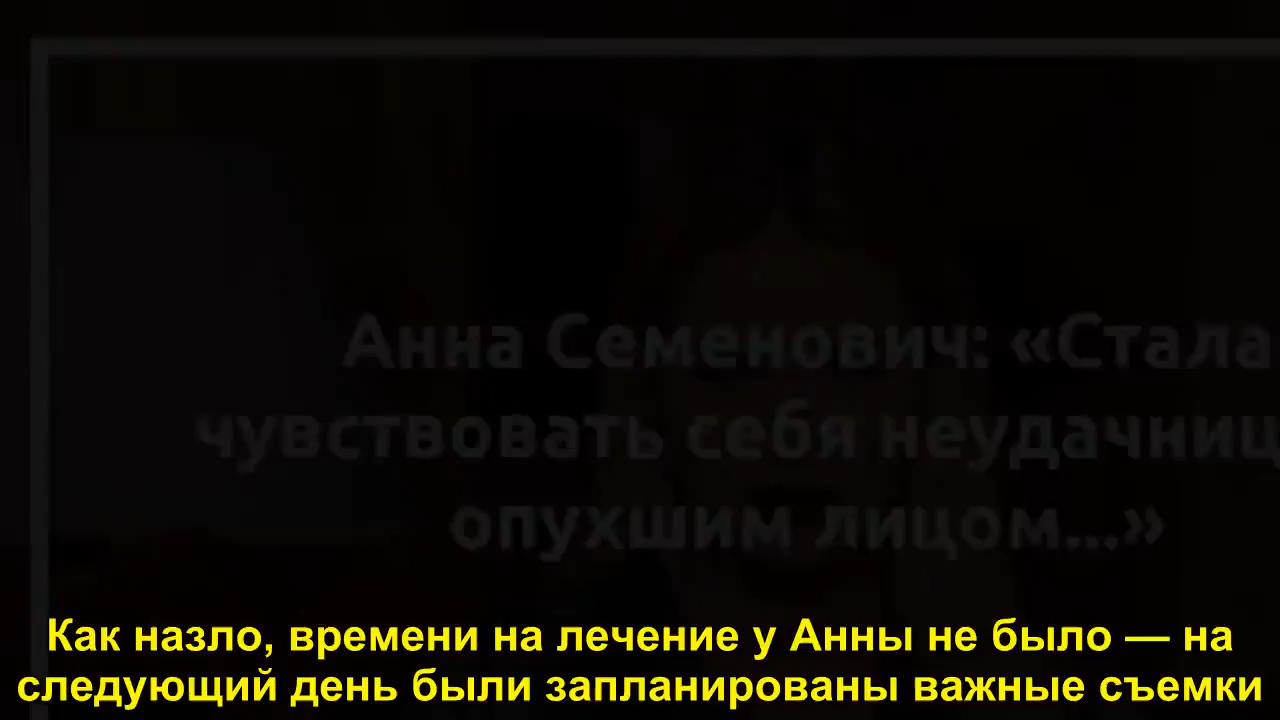 Анна Семенович: «Стала
чувствовать себя неудачниц
опухшим лицом...»
Как назло, времени на лечение у Анны не было — на
следующий день были запланированы важные съемки